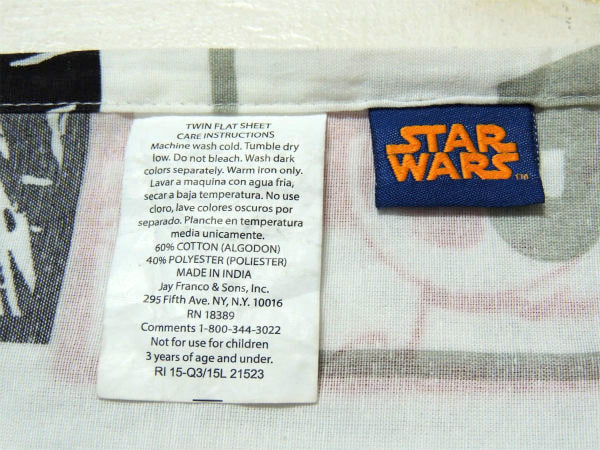 TWIN FLAT SHEET
CARE INSTRUCTIONS
Machine wash cold. Tumble dry
low. Do not bleach. Wash dark
colors separately. Warm iron only.
Lavar a maquina con agua fria,
secar a baja temperatura. No use
cloro, lave colores oscuros por
separado. Planche en temperatura
media unicamente.
60% COTTON (ALGODON)
40% POLYESTER (POLIESTER)
MADE IN INDIA
Jay Franco & Sons, Inc.
295 Fifth Ave. NY, N.Y. 10016
RN 18389
Comments 1-800-344-3022
Not for use for children
3 years of age and under.
RI 15-Q3/15L 21523
STAR
WARS™